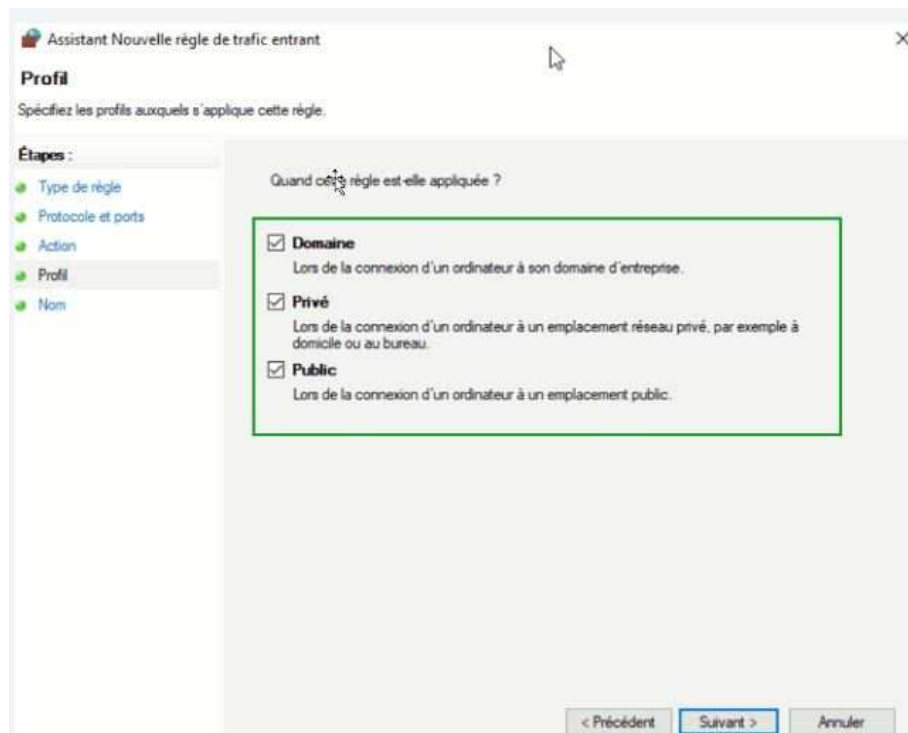 Assistant Nouvelle règle de trafic entrant
Profil
Spécifiez les profils auxquels s'applique cette règle.
Étapes :
Type de règle
Protocole et ports
Action
Profil
Nom
Quand cette règle est-elle appliquée ?
Domaine
Lors de la connexion d'un ordinateur à son domaine d'entreprise.
Privé
Lors de la connexion d'un ordinateur à un emplacement réseau privé, par exemple à
domicile ou au bureau.
Public
Lors de la connexion d'un ordinateur à un emplacement public.
< Précédent
Suivant >
Annuler